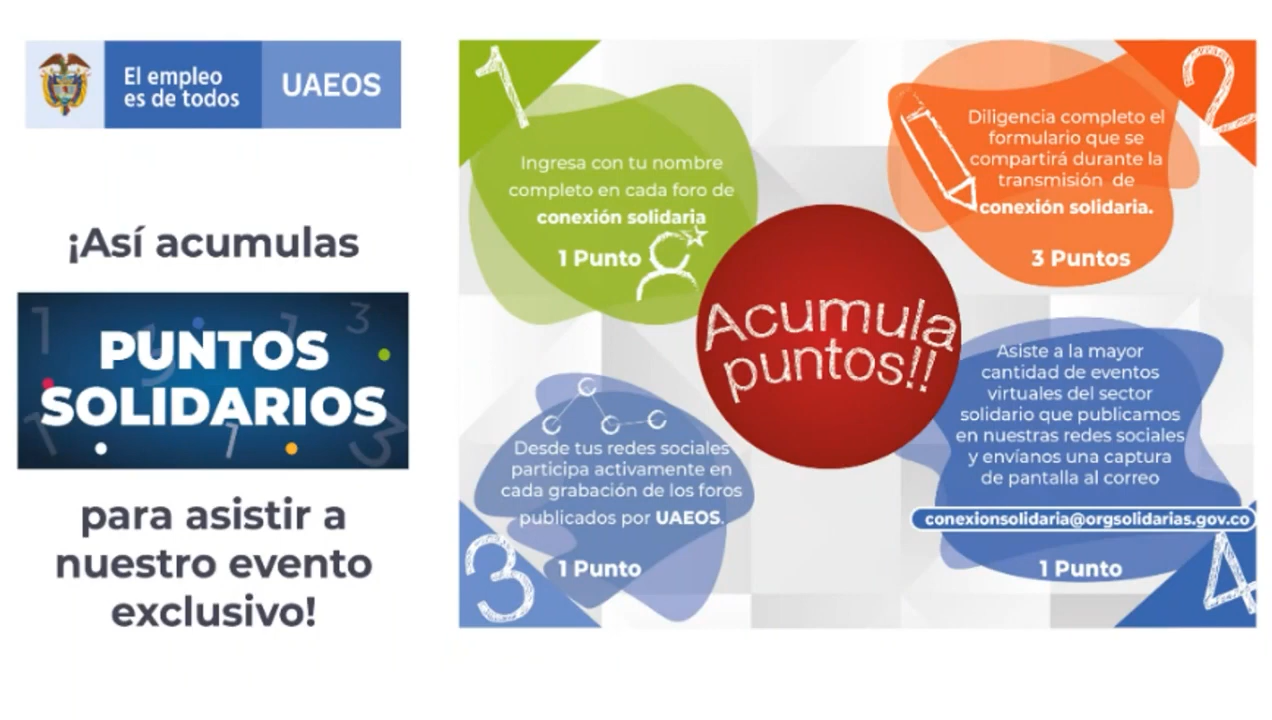 El empleo
es de todos
UAEOS
¡Así acumulas
PUNTOS
SOLIDARIOS
para asistir a
nuestro evento
exclusivo!
1
Ingresa con tu nombre
completo en cada foro de
conexión solidaria
1 Punto
2
Diligencia completo el
formulario que se
compartirá durante la
transmisión de
conexión solidaria.
3 Puntos
Acumula
puntos!!
3
Desde tus redes sociales
participa activamente en
cada grabación de los foros
publicados por UAEOS.
1 Punto
4
Asiste a la mayor
cantidad de eventos
virtuales del sector
solidario que publicamos
en nuestras redes sociales
y envíanos una captura
de pantalla al correo
conexionsolidaria@orgsolidarias.gov.co
1 Punto